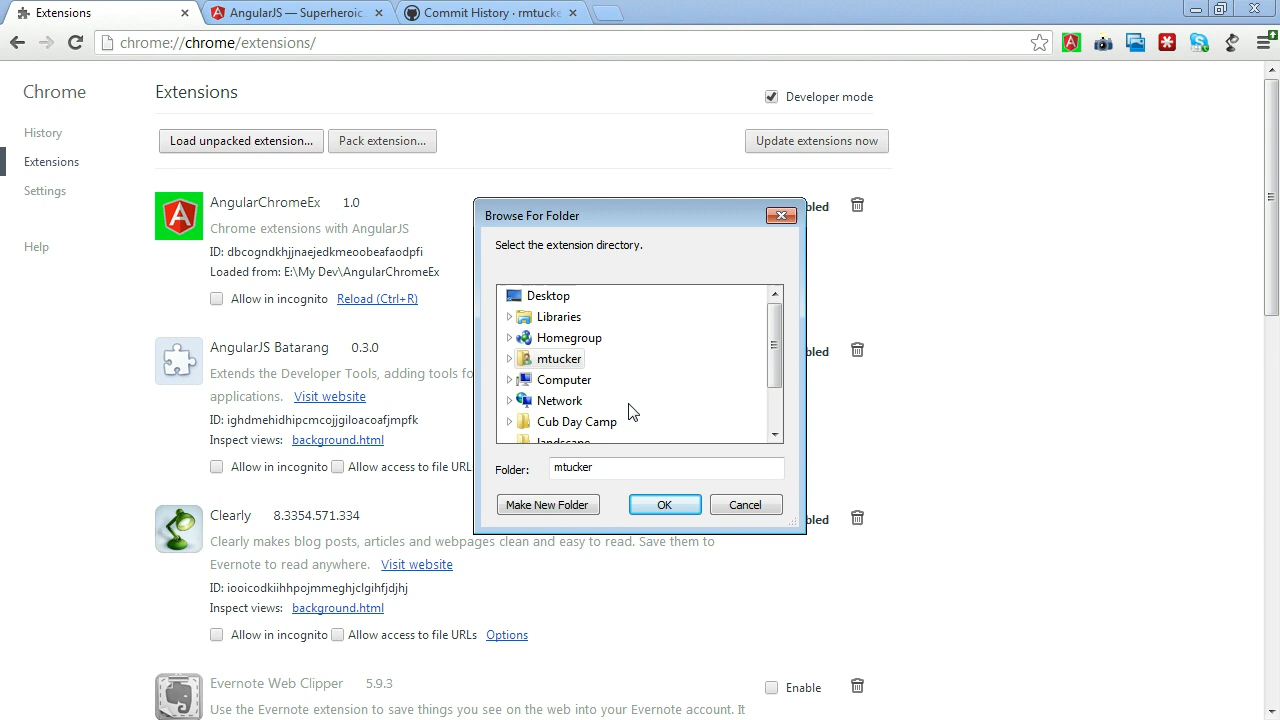 Extensions
AngularJS — Superheroic
Commit History · rmtucke
chrome://chrome/extensions/
Chrome
History
Extensions
Settings
Help
Extensions
Developer mode
Load unpacked extension...
Pack extension...
Update extensions now
AngularChromeEx 1.0
bled
Chrome extensions with AngularJS
ID: dbcogndkhjjnaejedkmeoobeafaodpfi
Loaded from: E:\My Dev\AngularChromeEx
Allow in incognito Reload (Ctrl+R)
AngularJS Batarang 0.3.0
bled
Extends the Developer Tools, adding tools fo
applications. Visit website
ID: ighdmehidhipcmcojjgiloacoafjmpfk
Inspect views: background.html
Allow in incognito Allow access to file URL
Clearly 8.3354.571.334
bled
Clearly makes blog posts, articles and webpages clean and easy to read. Save them to
Evernote to read anywhere. Visit website
ID: iooicodkiihhpojmmeghjclgihfjdjhj
Inspect views: background.html
Allow in incognito Allow access to file URLs Options
Evernote Web Clipper 5.9.3
Enable
Use the Evernote extension to save things you see on the web into your Evernote account. It
Browse For Folder
Select the extension directory.
Desktop
Libraries
Homegroup
mtucker
Computer
Network
Cub Day Camp
landscape
Folder: mtucker
Make New Folder
OK
Cancel